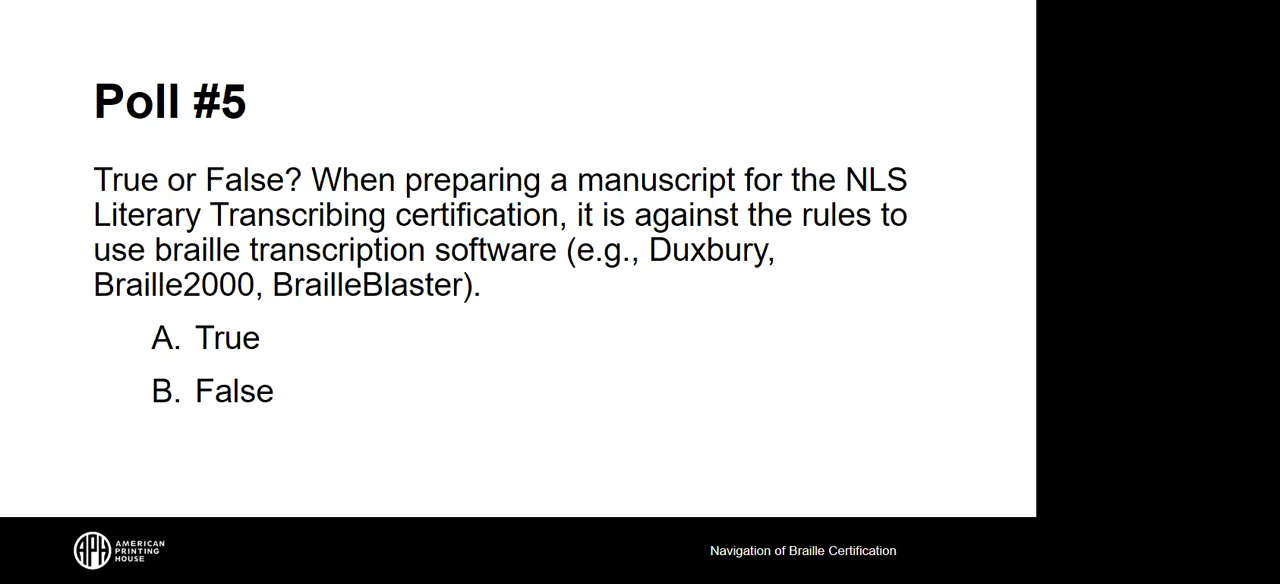 Poll #5
True or False? When preparing a manuscript for the NLS
Literary Transcribing certification, it is against the rules to
use braille transcription software (e.g., Duxbury,
Braille2000, BrailleBlaster).
A. True
B. False
APH
AMERICAN
PRINTING
HOUSE
Navigation of Braille Certification